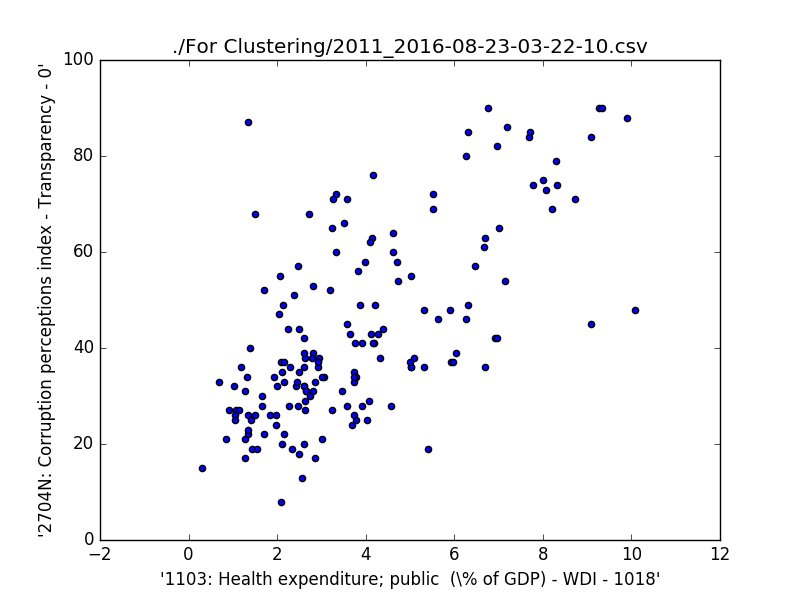 ./For Clustering/2011_2016-08-23-03-22-10.csv
'2704N: Corruption perceptions index - Transparency - 0'
100
80
60
40
20
0
−2 0 2 4 6 8 10 12
'1103: Health expenditure; public  (\% of GDP) - WDI - 1018'